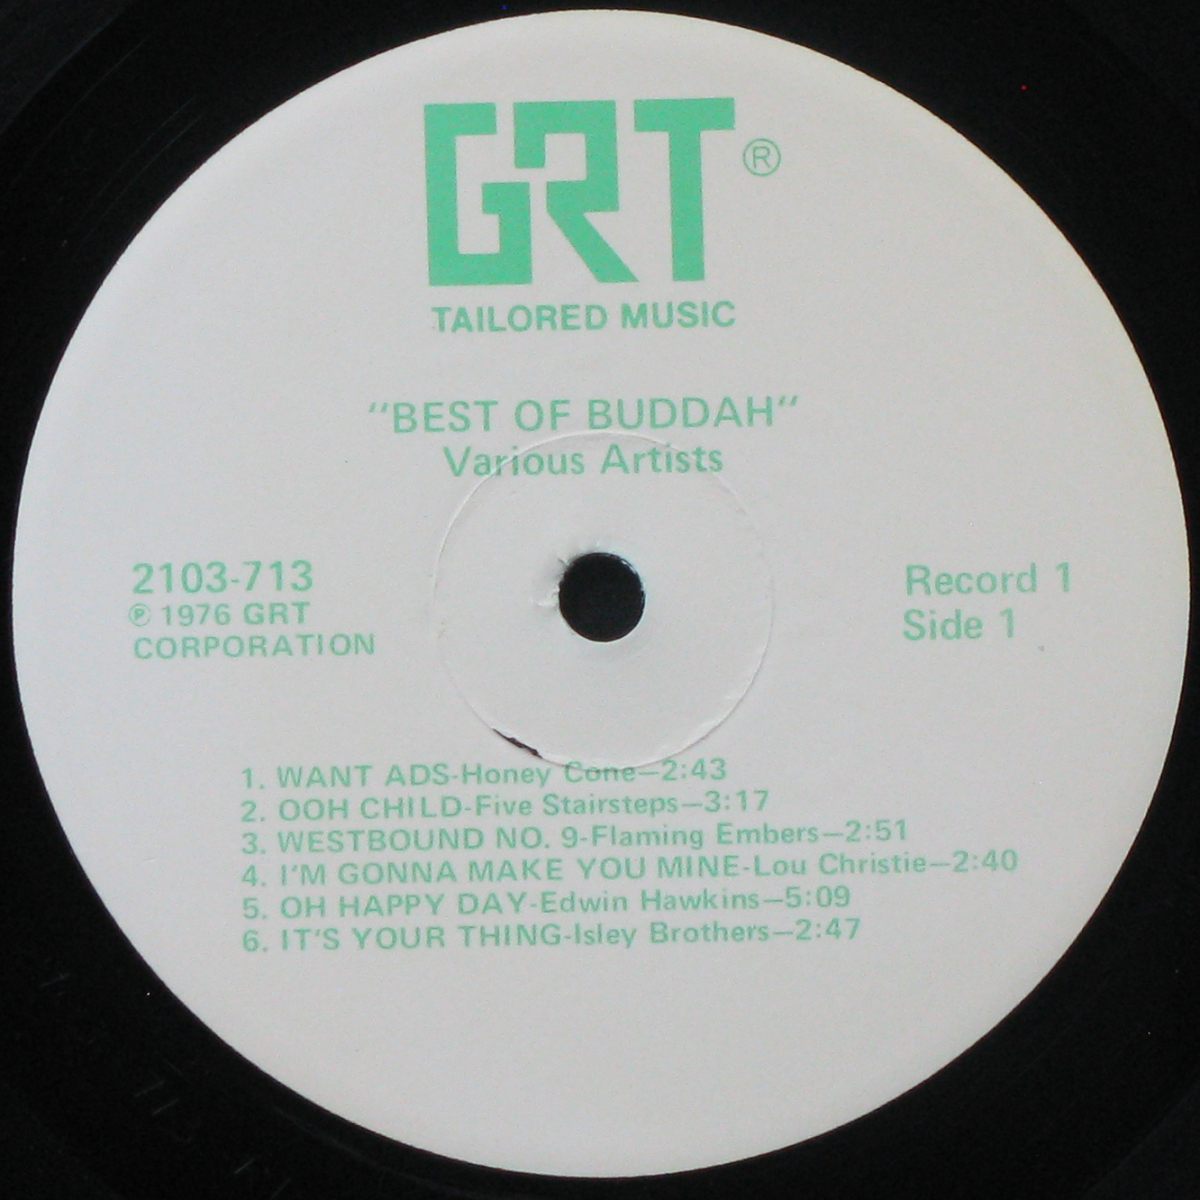 GRT®
TAILORED MUSIC
"BEST OF BUDDAH"
Various Artists
2103-713
℗ 1976 GRT
CORPORATION
Record 1
Side 1
1. WANT ADS-Honey Cone—2:43
2. OOH CHILD-Five Stairsteps—3:17
3. WESTBOUND NO. 9-Flaming Embers—2:51
4. I'M GONNA MAKE YOU MINE-Lou Christie—2:40
5. OH HAPPY DAY-Edwin Hawkins—5:09
6. IT'S YOUR THING-Isley Brothers—2:47